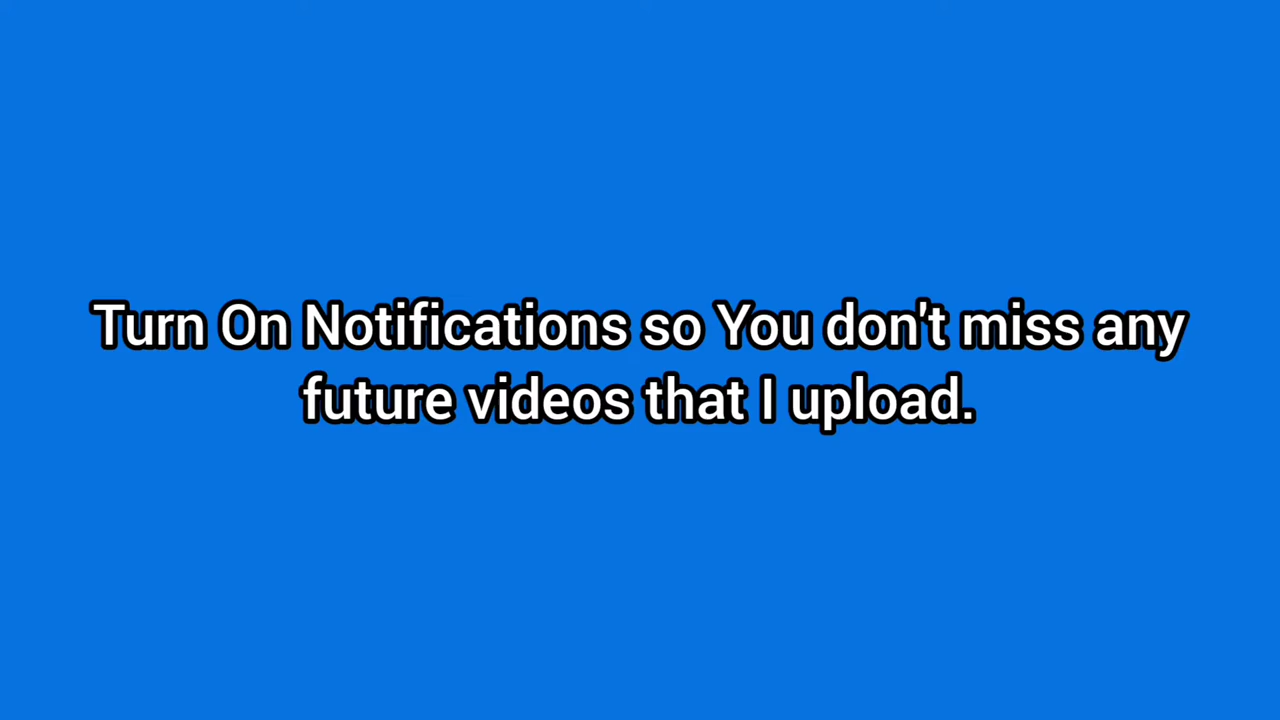 Turn On Notifications so You don't miss any
future videos that I upload.